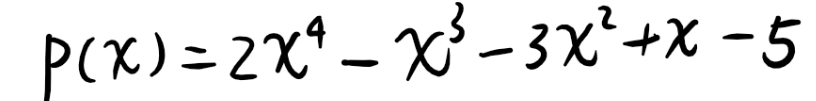 p(x) = 2x⁴ - x³ - 3x² + x - 5